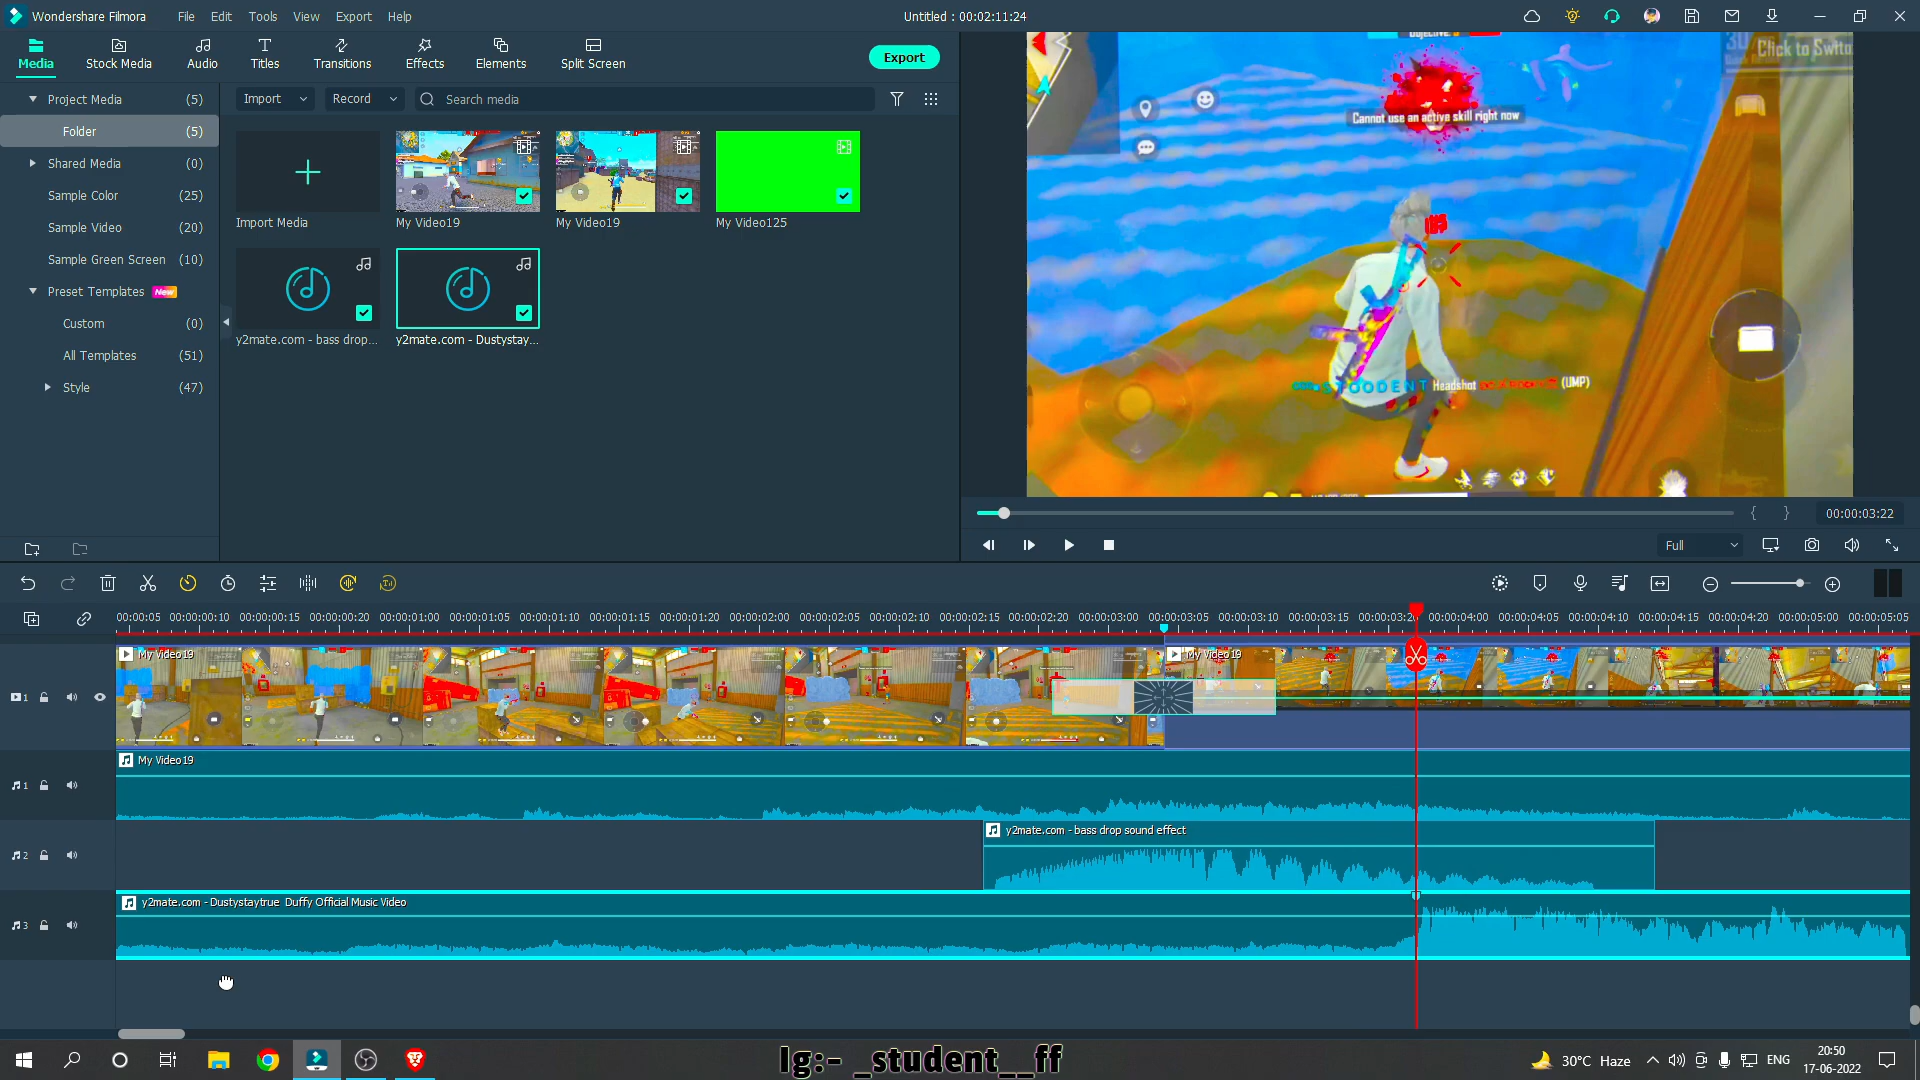 Wondershare Filmora File Edit Tools View Export Help Untitled : 00:02:11:24
Media Stock Media Audio Titles Transitions Effects Elements Split Screen Export
Project Media (5) Import Record Search media
Folder (5)
Shared Media (0)
Sample Color (25)
Sample Video (20)
Sample Green Screen (10)
Preset Templates New
Custom (0)
All Templates (51)
Style (47)
Import Media My Video19 My Video19 My Video125
y2mate.com - bass drop... y2mate.com - Dustystay...
Click to Switc
Cannot use an active skill right now
STOODENT Headshot (UMP)
00:00:03:22
Full
00:00:05 00:00:00:10 00:00:00:15 00:00:00:20 00:00:01:00 00:00:01:05 00:00:01:10 00:00:01:15 00:00:01:20 00:00:02:00 00:00:02:05 00:00:02:10 00:00:02:15 00:00:02:20 00:00:03:00 00:00:03:05 00:00:03:10 00:00:03:15 00:00:03:20 00:00:04:00 00:00:04:05 00:00:04:10 00:00:04:15 00:00:04:20 00:00:05:00 00:00:05:05
My Video19 My Video19
1
My Video19
1
y2mate.com - bass drop sound effect
2
y2mate.com - Dustystaytrue Duffy Official Music Video
3
Ig:- _student__ff
30°C Haze ENG 20:50
17-06-2022